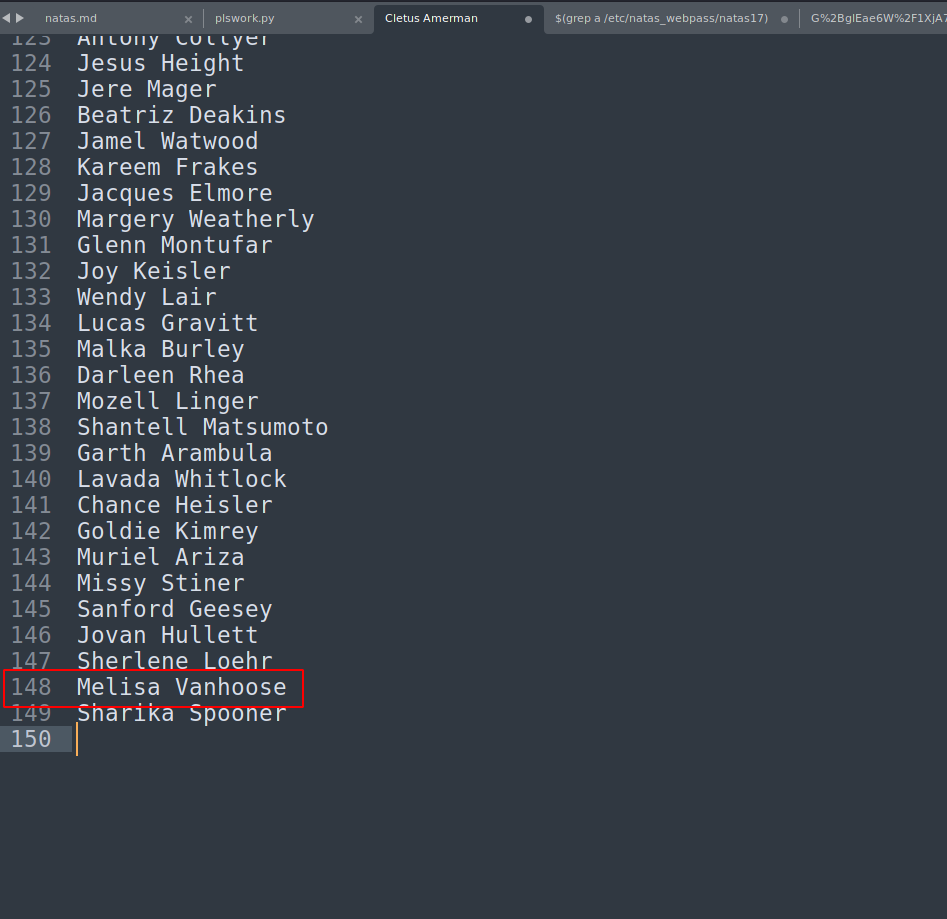 natas.md
plswork.py
Cletus Amerman
$(grep a /etc/natas_webpass/natas17)
G%2BglEae6W%2F1XjA7
123 Antony Collyer
124 Jesus Height
125 Jere Mager
126 Beatriz Deakins
127 Jamel Watwood
128 Kareem Frakes
129 Jacques Elmore
130 Margery Weatherly
131 Glenn Montufar
132 Joy Keisler
133 Wendy Lair
134 Lucas Gravitt
135 Malka Burley
136 Darleen Rhea
137 Mozell Linger
138 Shantell Matsumoto
139 Garth Arambula
140 Lavada Whitlock
141 Chance Heisler
142 Goldie Kimrey
143 Muriel Ariza
144 Missy Stiner
145 Sanford Geesey
146 Jovan Hullett
147 Sherlene Loehr
148 Melisa Vanhoose
149 Sharika Spooner
150